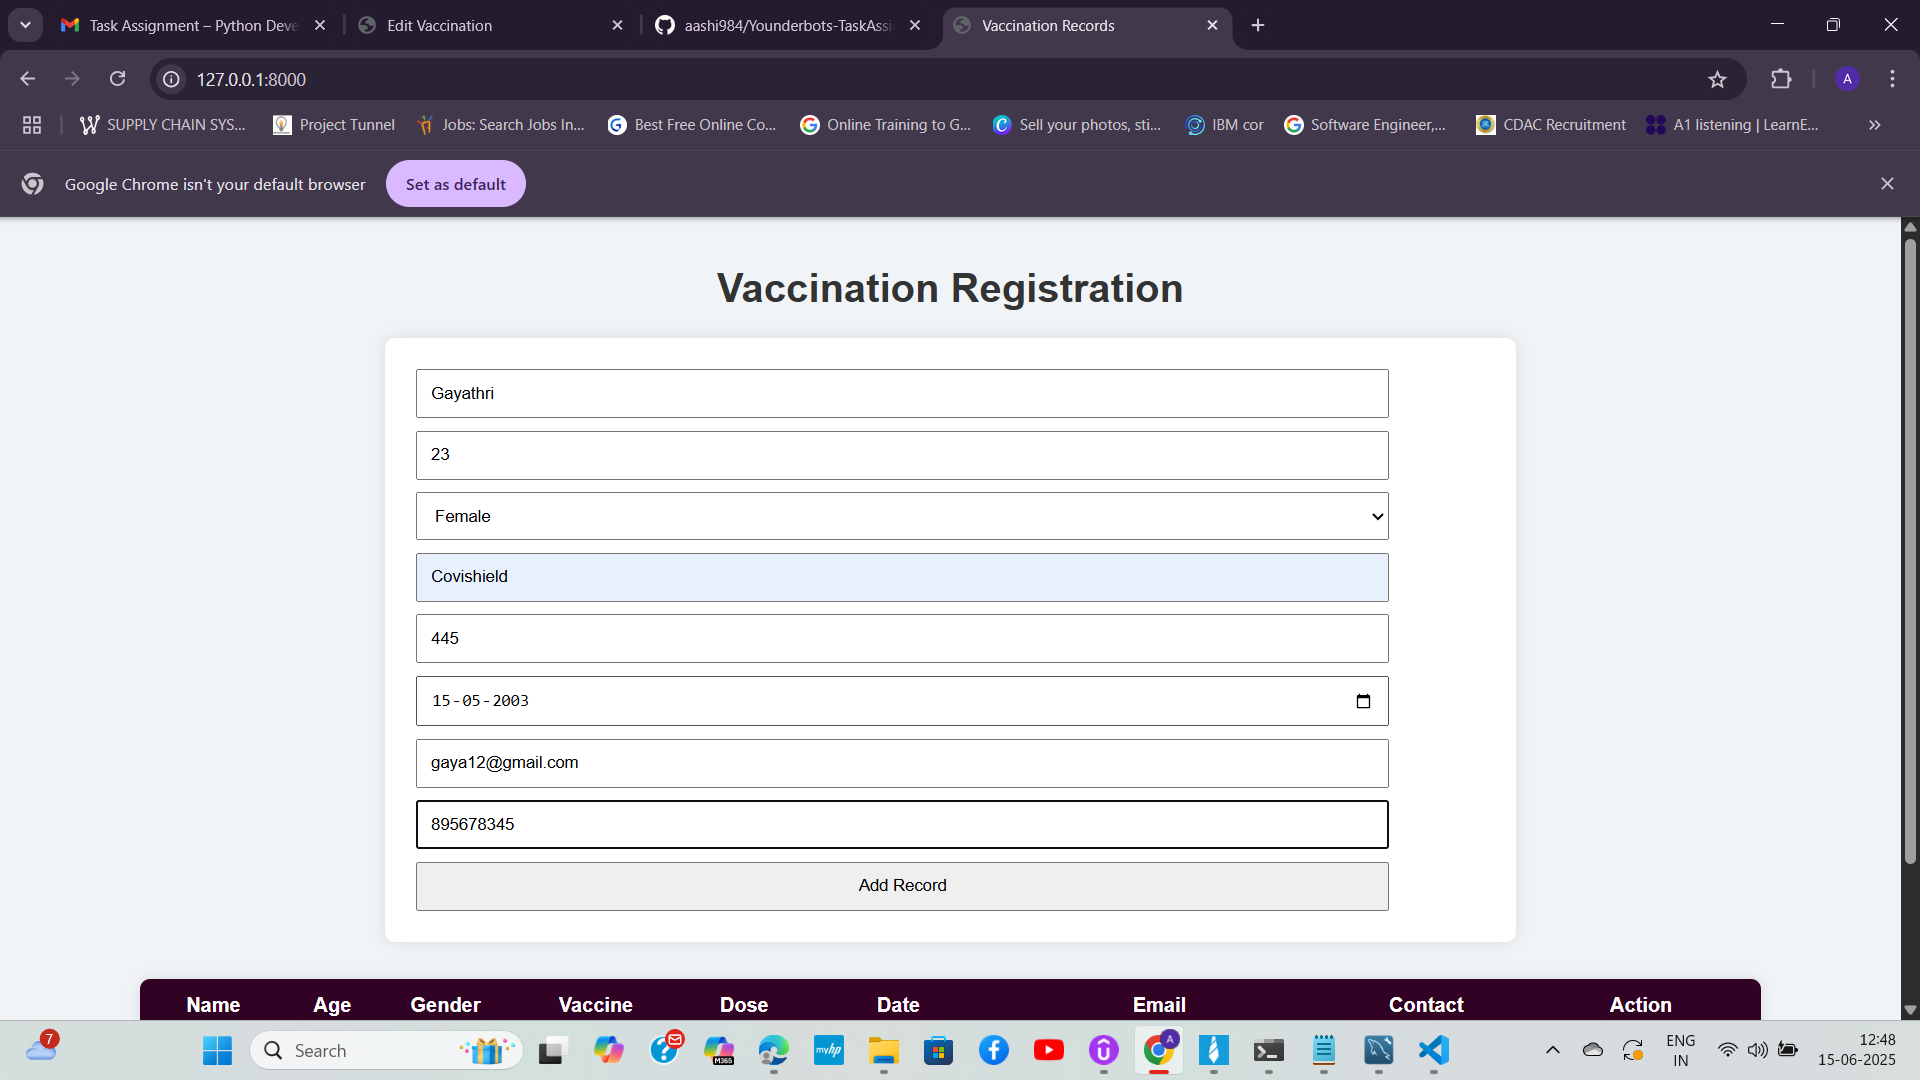 Task Assignment – Python Deve
Edit Vaccination
aashi984/Younderbots-TaskAssi
Vaccination Records
127.0.0.1:8000
A
SUPPLY CHAIN SYS...
Project Tunnel
Jobs: Search Jobs In...
Best Free Online Co...
Online Training to G...
Sell your photos, sti...
IBM cor
Software Engineer,...
CDAC Recruitment
A1 listening | LearnE...
Google Chrome isn't your default browser
Set as default
Vaccination Registration
Gayathri
23
Female
Covishield
445
15-05-2003
gaya12@gmail.com
895678345
Add Record
Name Age Gender Vaccine Dose Date Email Contact Action
7
Search
M365
myhp
A
ENG
IN
12:48
15-06-2025